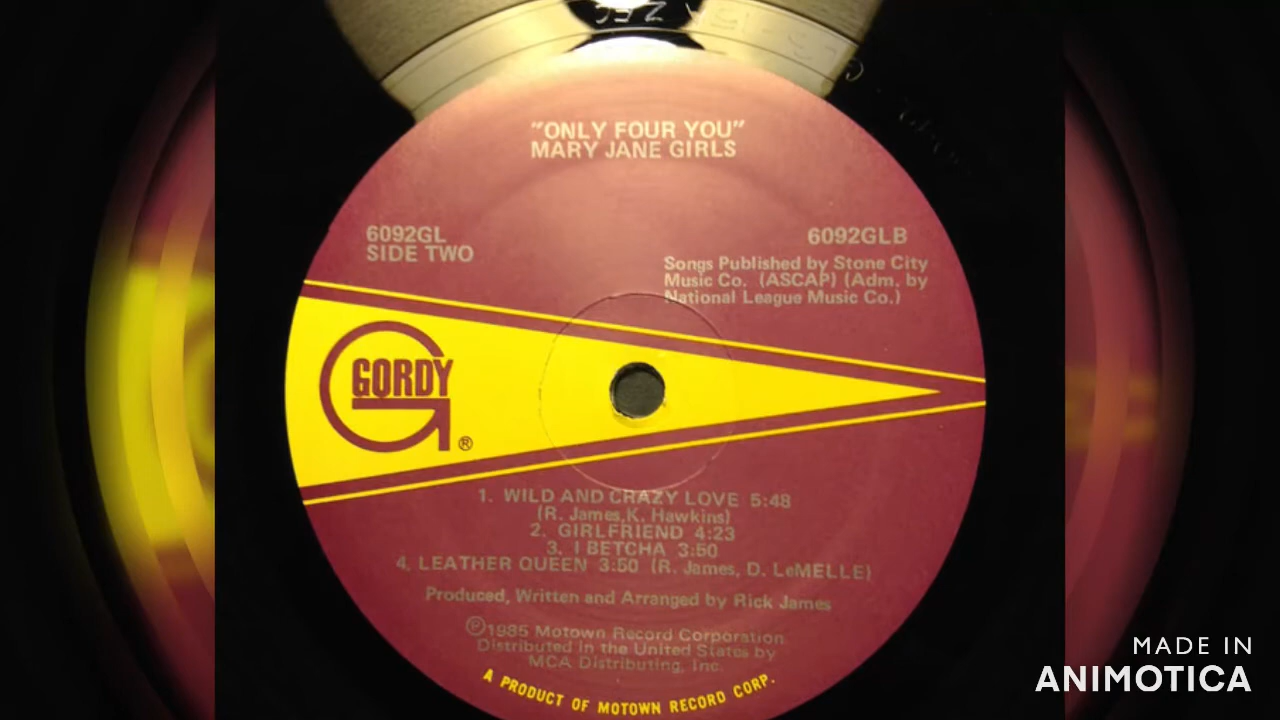 "ONLY FOUR YOU"
MARY JANE GIRLS
6092GL
SIDE TWO
6092GLB
Songs Published by Stone City
Music Co. (ASCAP) (Adm. by
National League Music Co.)
GORDY
®
1. WILD AND CRAZY LOVE 5:48
(R. James,K. Hawkins)
2. GIRLFRIEND 4:23
3. I BETCHA 3:50
4. LEATHER QUEEN 3:50 (R. James, D. LeMELLE)
Produced, Written and Arranged by Rick James
℗1985 Motown Record Corporation
Distributed in the United States by
MCA Distributing, Inc.
A PRODUCT OF MOTOWN RECORD CORP.
MADE IN
ANIMOTICA